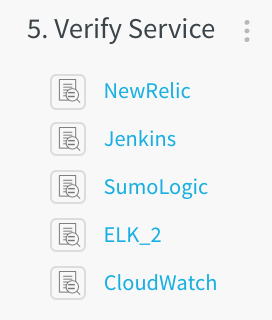 5. Verify Service
NewRelic
Jenkins
SumoLogic
ELK_2
CloudWatch